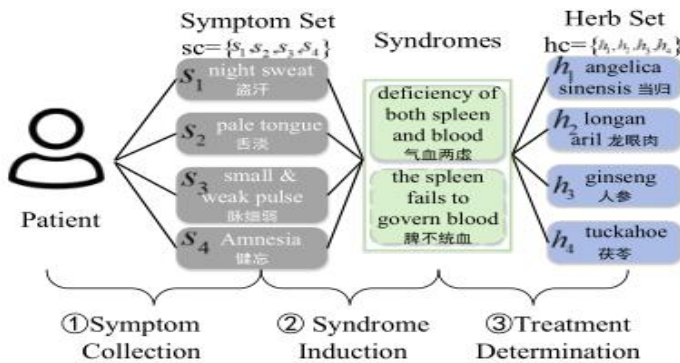 Symptom Set
sc={s1,s2,s3,s4}
Syndromes
Herb Set
hc={h1,h2,h3,h4}
Patient
s1 night sweat
盗汗
s2 pale tongue
舌淡
s3 small &
weak pulse
脉细弱
s4 Amnesia
健忘
deficiency of
both spleen
and blood
气血两虚
the spleen
fails to
govern blood
脾不统血
h1 angelica
sinensis 当归
h2 longan
aril 龙眼肉
h3 ginseng
人参
h4 tuckahoe
茯苓
①Symptom
Collection
② Syndrome
Induction
③Treatment
Determination